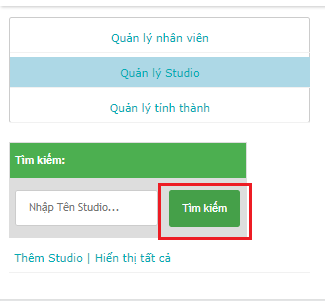 Quản lý nhân viên
Quản lý Studio
Quản lý tỉnh thành
Tìm kiếm:
Nhập Tên Studio... Tìm kiếm
Thêm Studio | Hiển thị tất cả